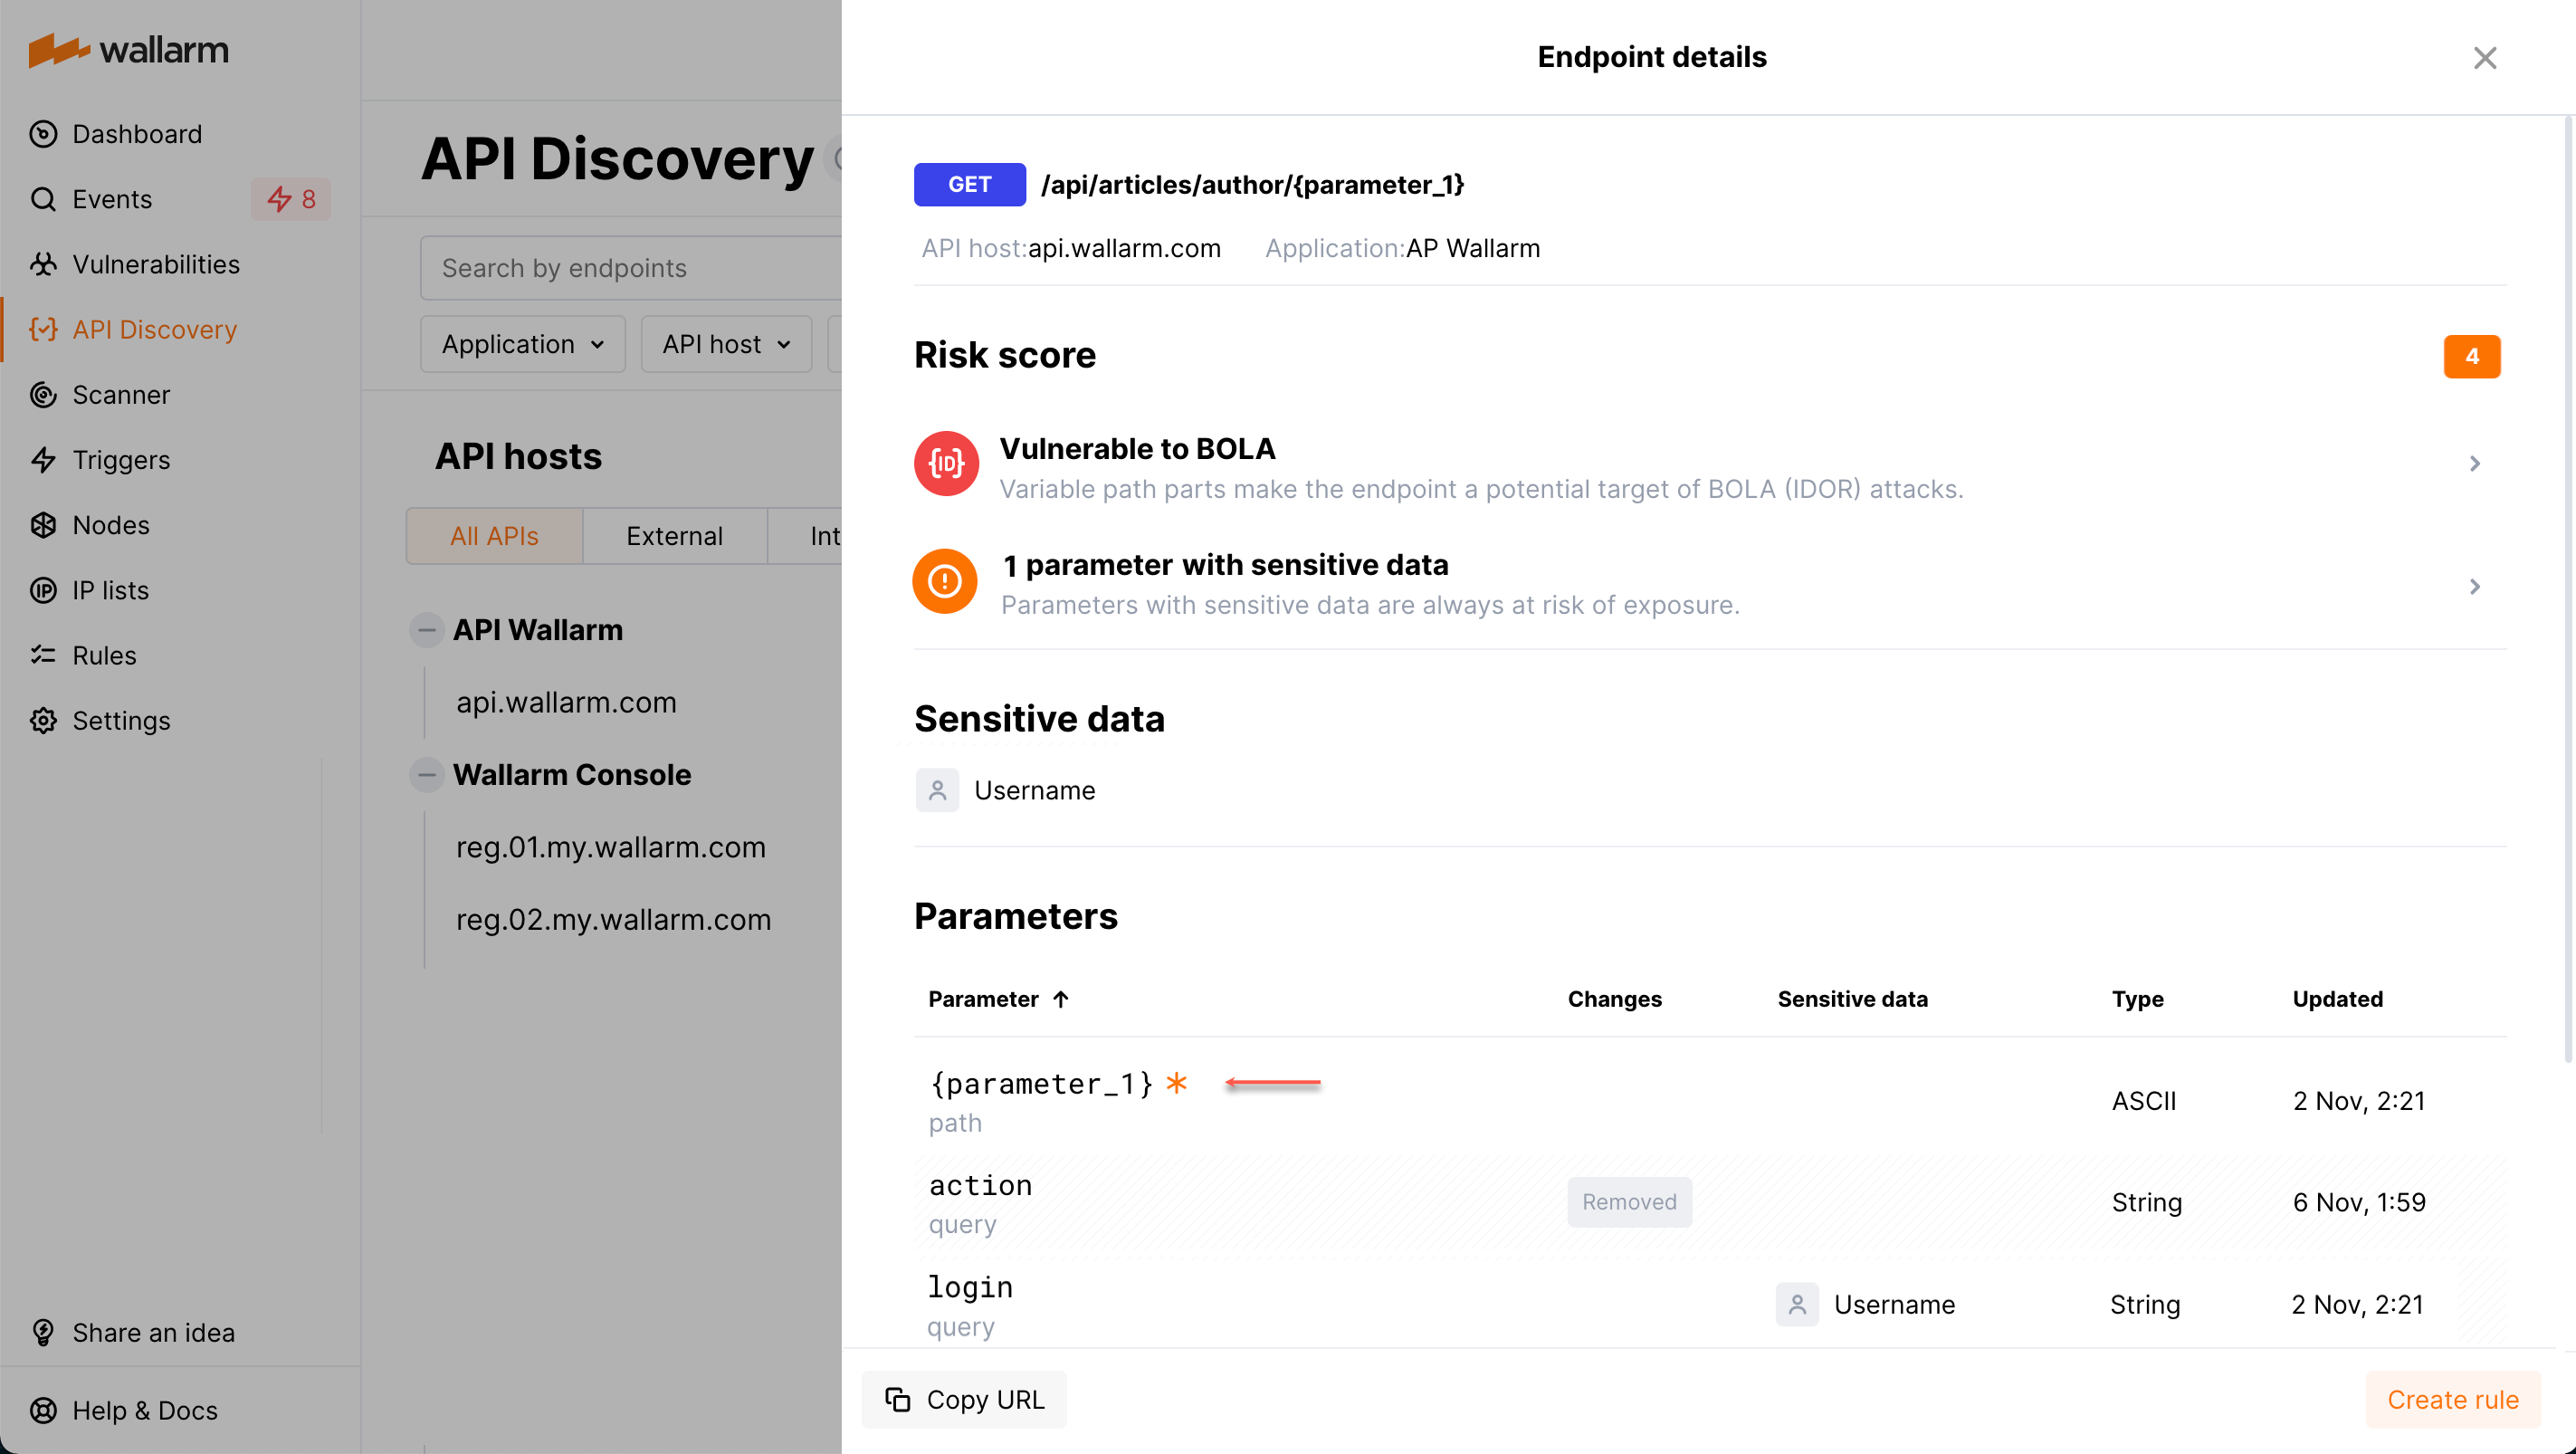 wallarm
Dashboard
Events 8
Vulnerabilities
API Discovery
Scanner
Triggers
Nodes
IP lists
Rules
Settings
Share an idea
Help & Docs
API Discovery
Search by endpoints
Application API host
API hosts
All APIs External Int
API Wallarm
api.wallarm.com
Wallarm Console
reg.01.my.wallarm.com
reg.02.my.wallarm.com
Endpoint details
GET /api/articles/author/{parameter_1}
API host:api.wallarm.com Application:AP Wallarm
Risk score 4
{ID} Vulnerable to BOLA
Variable path parts make the endpoint a potential target of BOLA (IDOR) attacks.
1 parameter with sensitive data
Parameters with sensitive data are always at risk of exposure.
Sensitive data
Username
Parameters
Parameter ↑ Changes Sensitive data Type Updated
{parameter_1} * ASCII 2 Nov, 2:21
path
action Removed String 6 Nov, 1:59
query
login Username String 2 Nov, 2:21
query
Copy URL Create rule